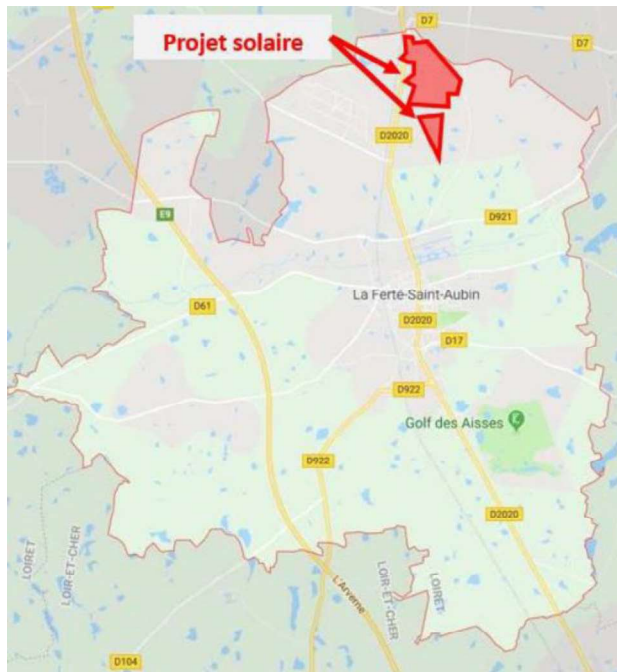 D7
D7
Projet solaire
D2020
D921
E9
La Ferté-Saint-Aubin
D61
D2020
D17
D922
Golf des Aisses
D922
D2020
LOIRET
LOIR-ET-CHER
LOIR-ET-CHER
LOIRET
L'Arverne
D104